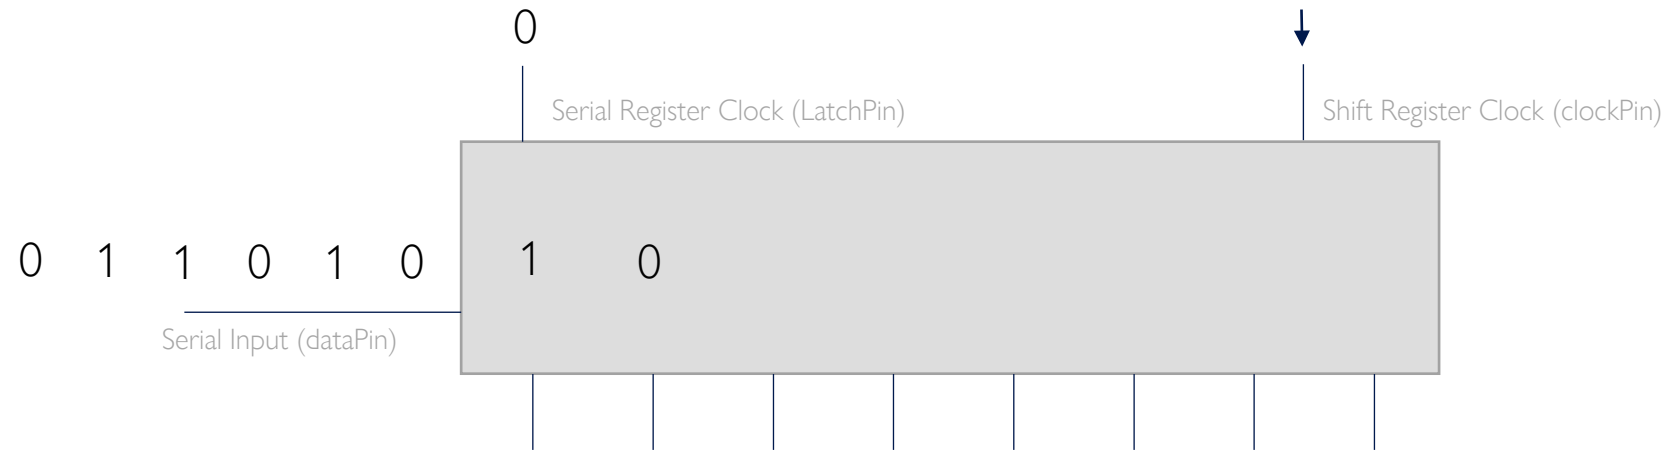 0
Serial Register Clock (LatchPin)
Shift Register Clock (clockPin)
0 1 1 0 1 0 1 0
Serial Input (dataPin)